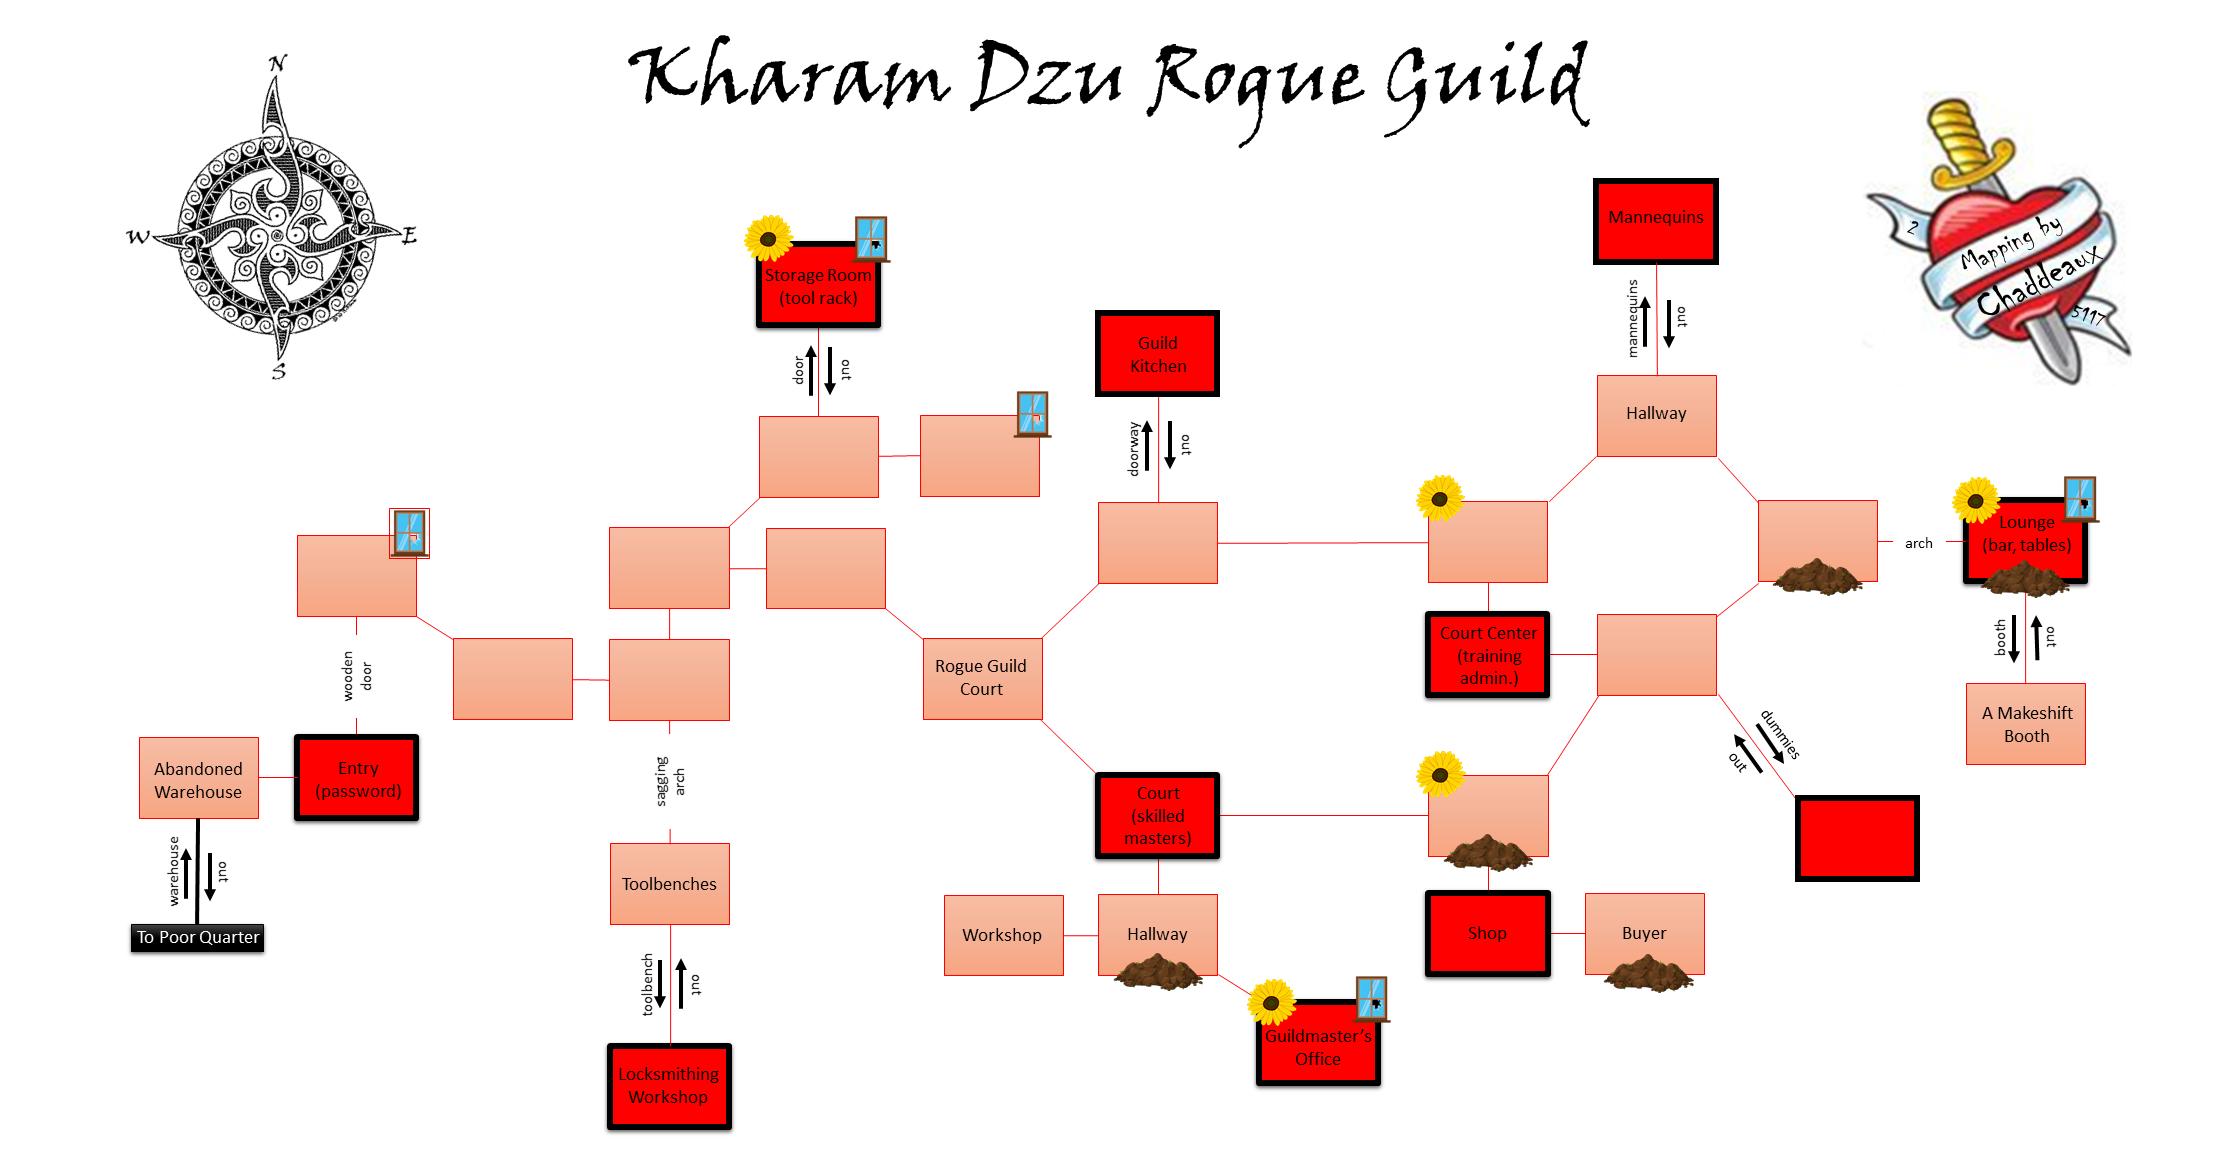 Kharam Dzu Rogue Guild
N
W
E
S
2
Mapping by
Chaddeaux
5117
Mannequins
mannequins
out
Storage Room
(tool rack)
door
out
Guild
Kitchen
doorway
out
Hallway
arch
Lounge
(bar, tables)
booth
out
A Makeshift
Booth
wooden
door
Rogue Guild
Court
Court Center
(training
admin.)
dummies
out
Abandoned
Warehouse
Entry
(password)
warehouse
out
To Poor Quarter
sagging
arch
Toolbenches
toolbench
out
Locksmithing
Workshop
Court
(skilled
masters)
Workshop
Hallway
Guildmaster's
Office
Shop
Buyer